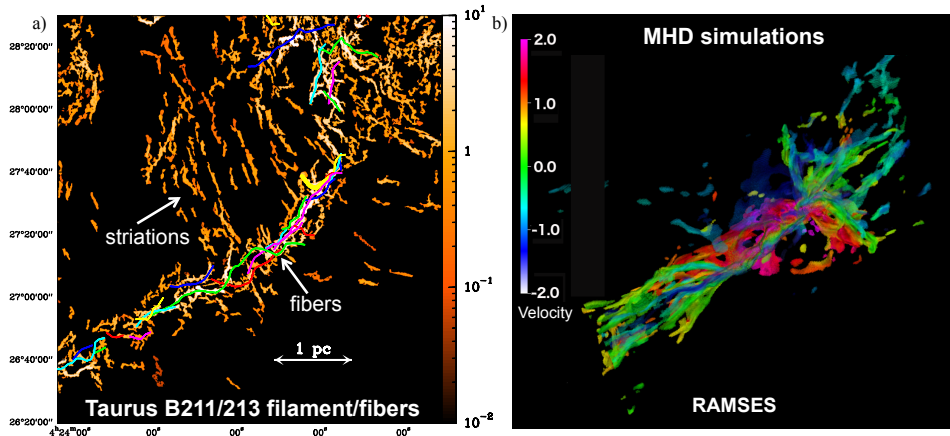 a)
28°20'00"
28°00'00"
27°40'00"
27°20'00"
27°00'00"
26°40'00"
26°20'00"
4ʰ24ᵐ00ˢ 00ˢ 00ˢ 00ˢ 00ˢ
striations
fibers
1 pc
Taurus B211/213 filament/fibers
10¹
1
10⁻¹
10⁻²
b)
MHD simulations
2.0
1.0
0.0
-1.0
-2.0
Velocity
RAMSES